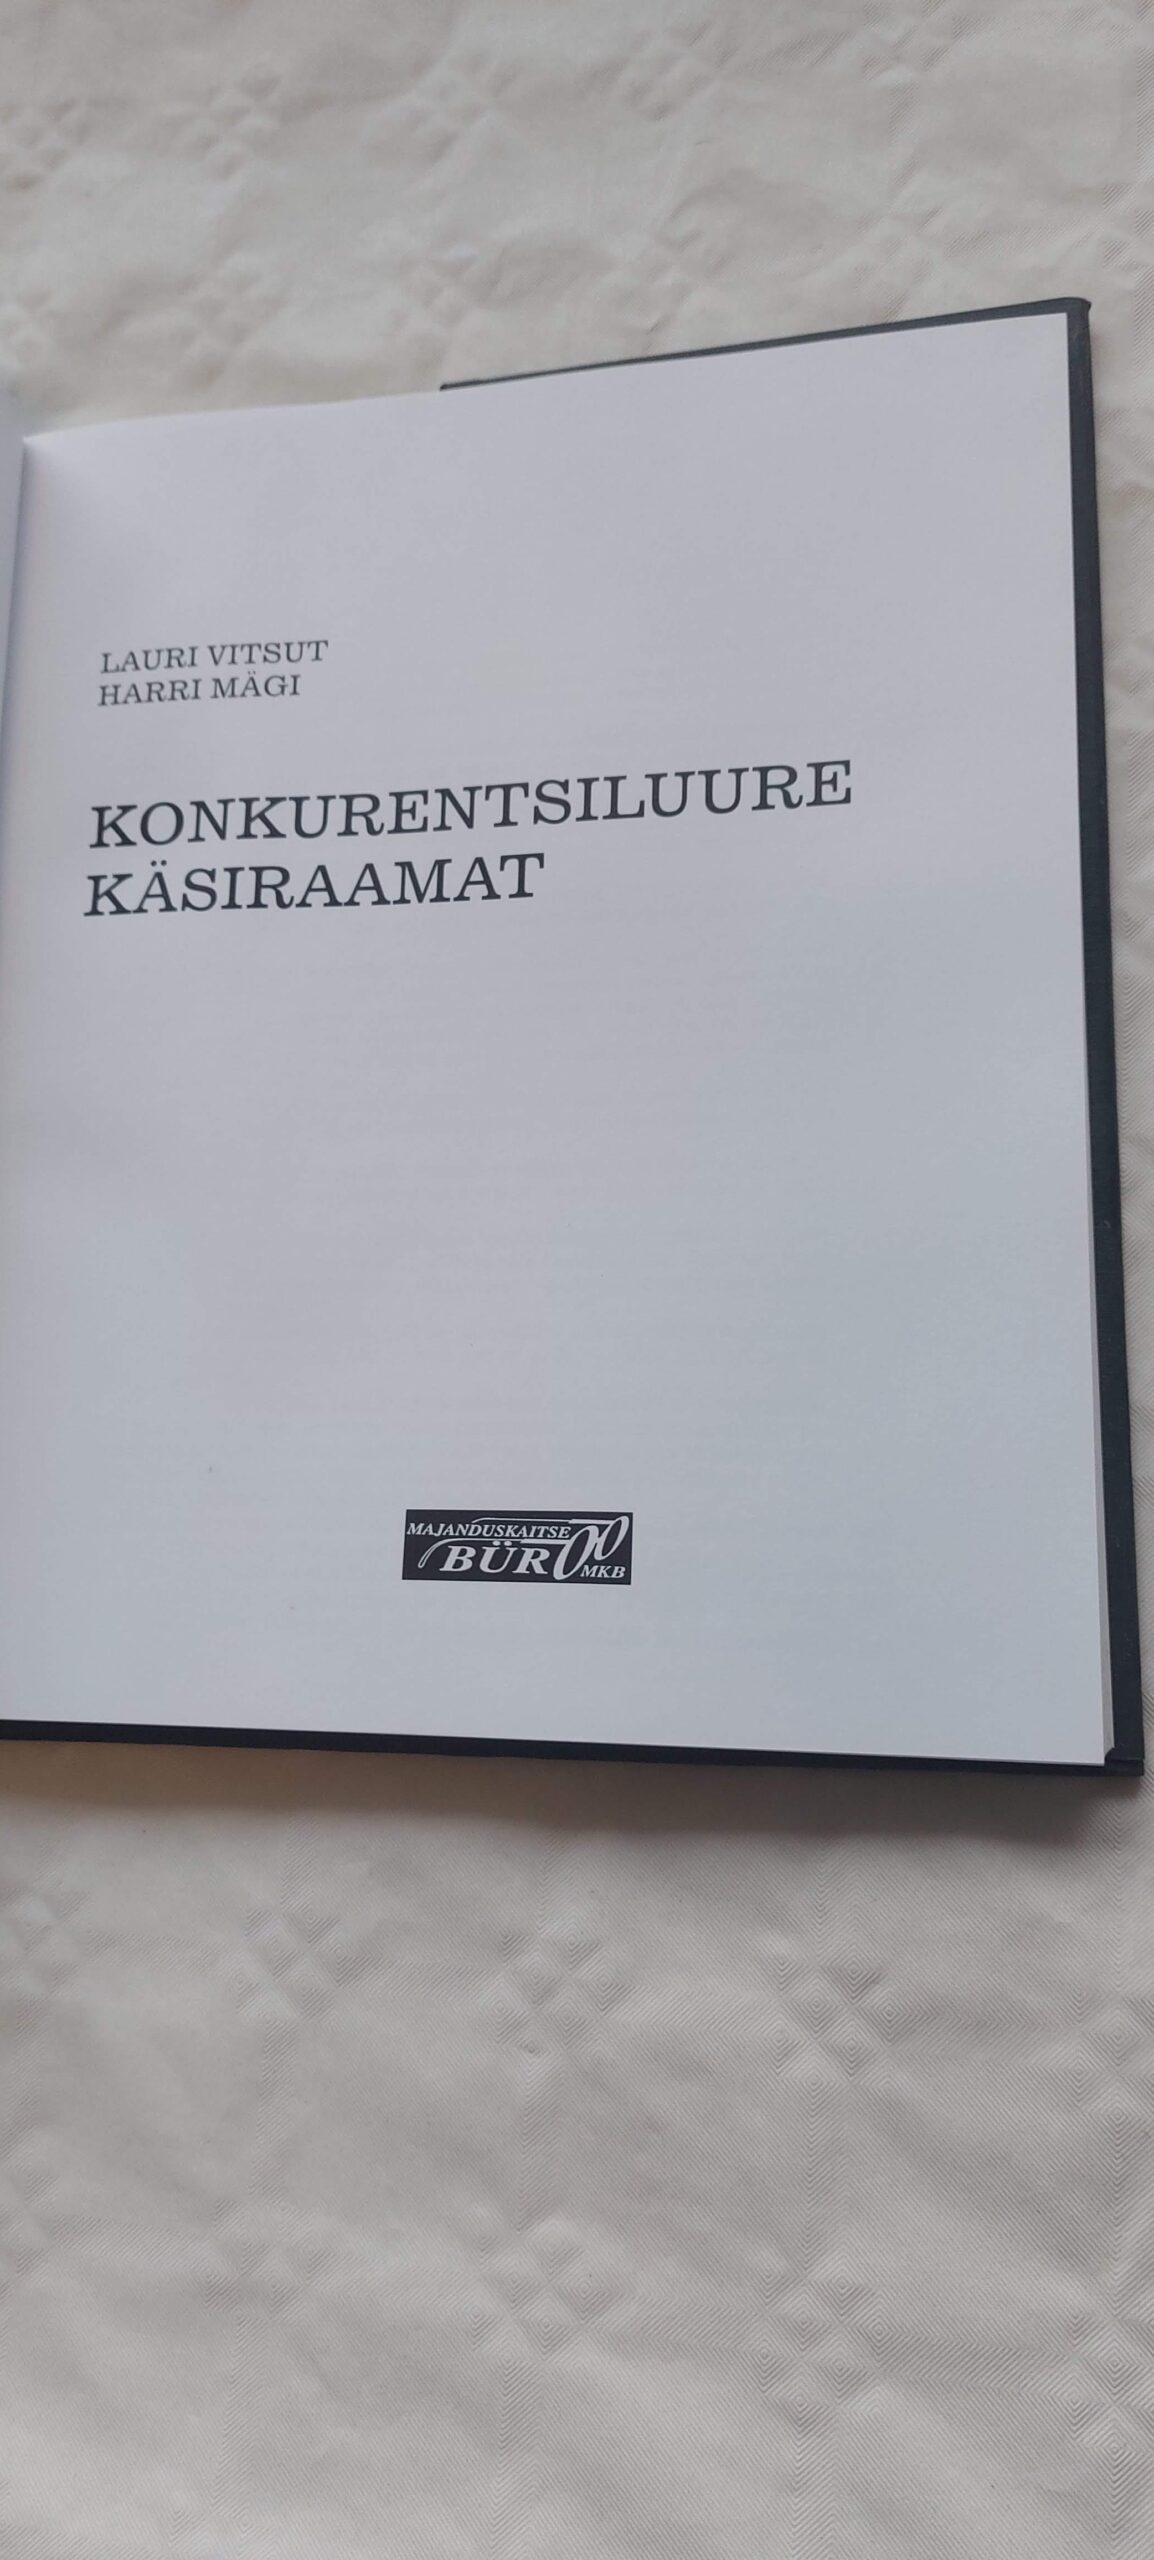 LAURI VITSUT
HARRI MÄGI
KONKURENTSILUURE
KÄSIRAAMAT
MAJANDUSKAITSE
BÜROO
MKB